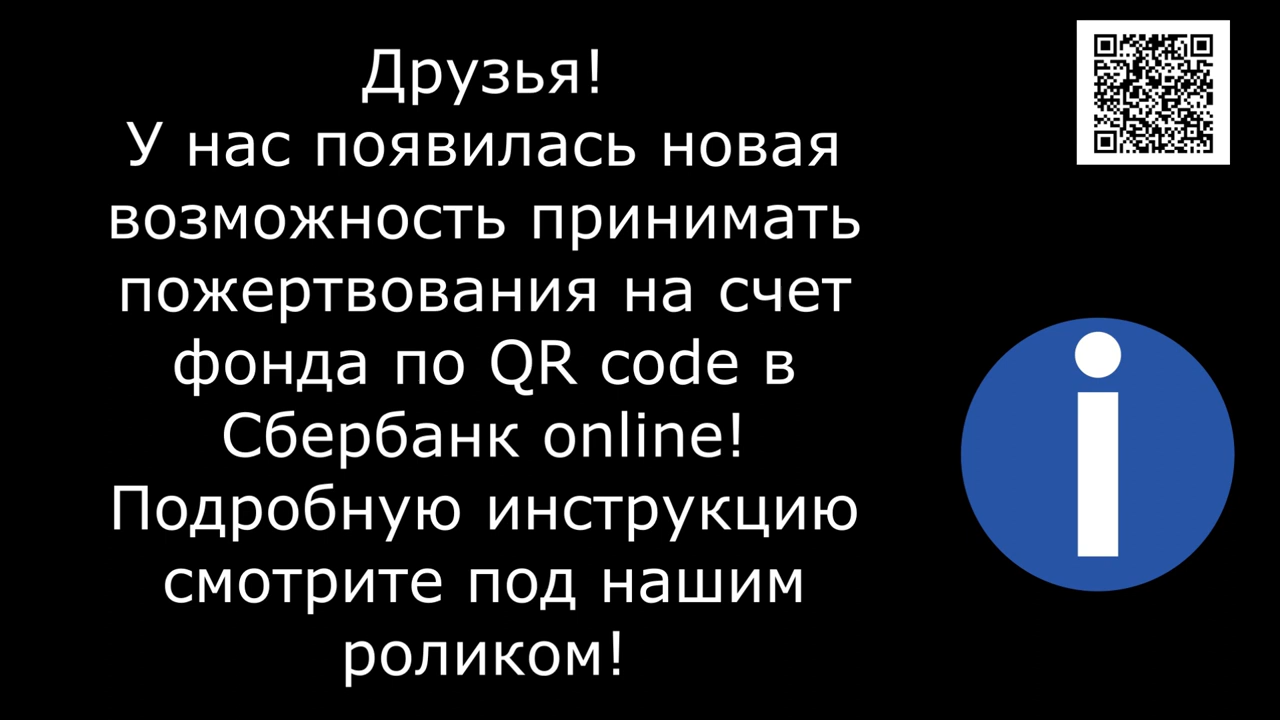 Друзья!
У нас появилась новая
возможность принимать
пожертвования на счет
фонда по QR code в
Сбербанк online!
Подробную инструкцию
смотрите под нашим
роликом!